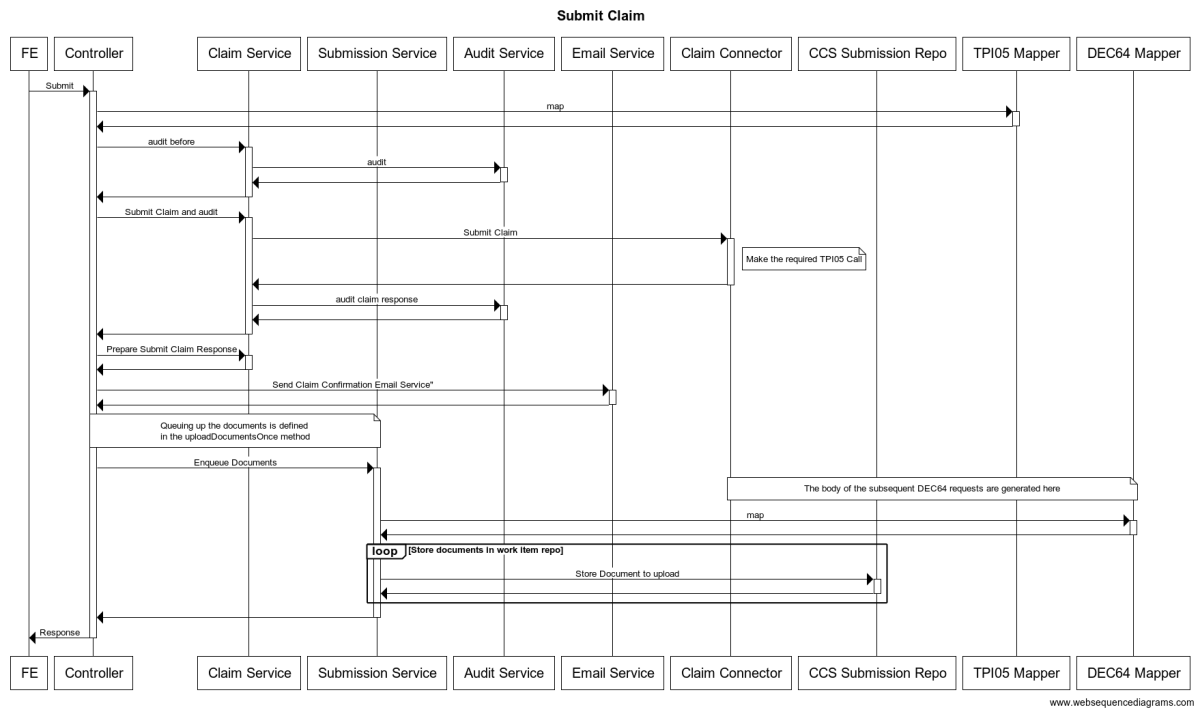 Submit Claim
FE
Controller
Claim Service
Submission Service
Audit Service
Email Service
Claim Connector
CCS Submission Repo
TPI05 Mapper
DEC64 Mapper
Submit
map
audit before
audit
Submit Claim and audit
Submit Claim
Make the required TPI05 Call
audit claim response
Prepare Submit Claim Response
Send Claim Confirmation Email Service"
Queuing up the documents is defined
in the uploadDocumentsOnce method
Enqueue Documents
The body of the subsequent DEC64 requests are generated here
map
loop
[Store documents in work item repo]
Store Document to upload
Response
FE
Controller
Claim Service
Submission Service
Audit Service
Email Service
Claim Connector
CCS Submission Repo
TPI05 Mapper
DEC64 Mapper
www.websequencediagrams.com